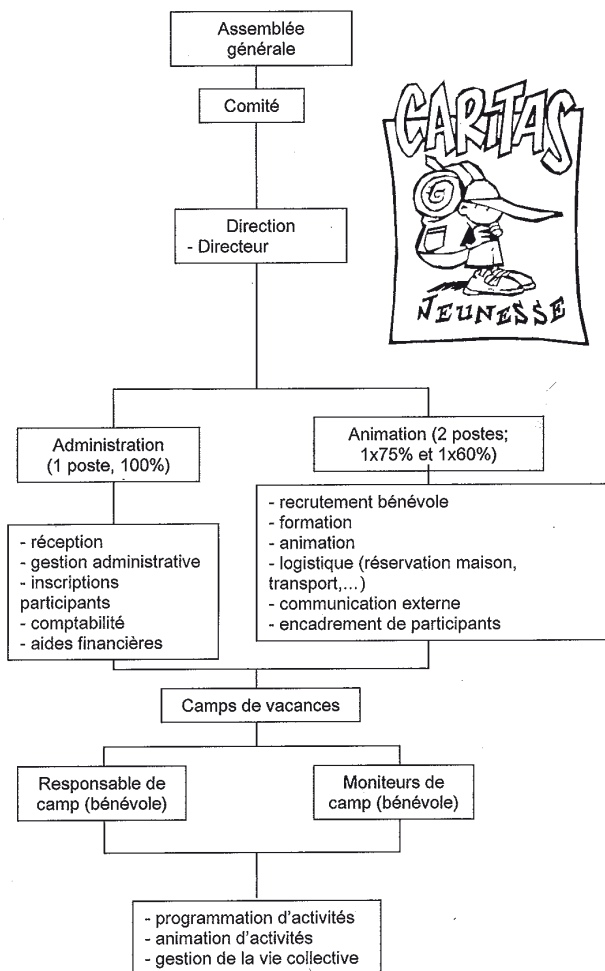 Assemblée
générale
Comité
CARITAS
JEUNESSE
Direction
- Directeur
Administration
(1 poste, 100%)
Animation (2 postes;
1x75% et 1x60%)
- réception
- gestion administrative
- inscriptions
participants
- comptabilité
- aides financières
- recrutement bénévole
- formation
- animation
- logistique (réservation maison,
transport,...)
- communication externe
- encadrement de participants
Camps de vacances
Responsable de
camp (bénévole)
Moniteurs de
camp (bénévole)
- programmation d'activités
- animation d'activités
- gestion de la vie collective